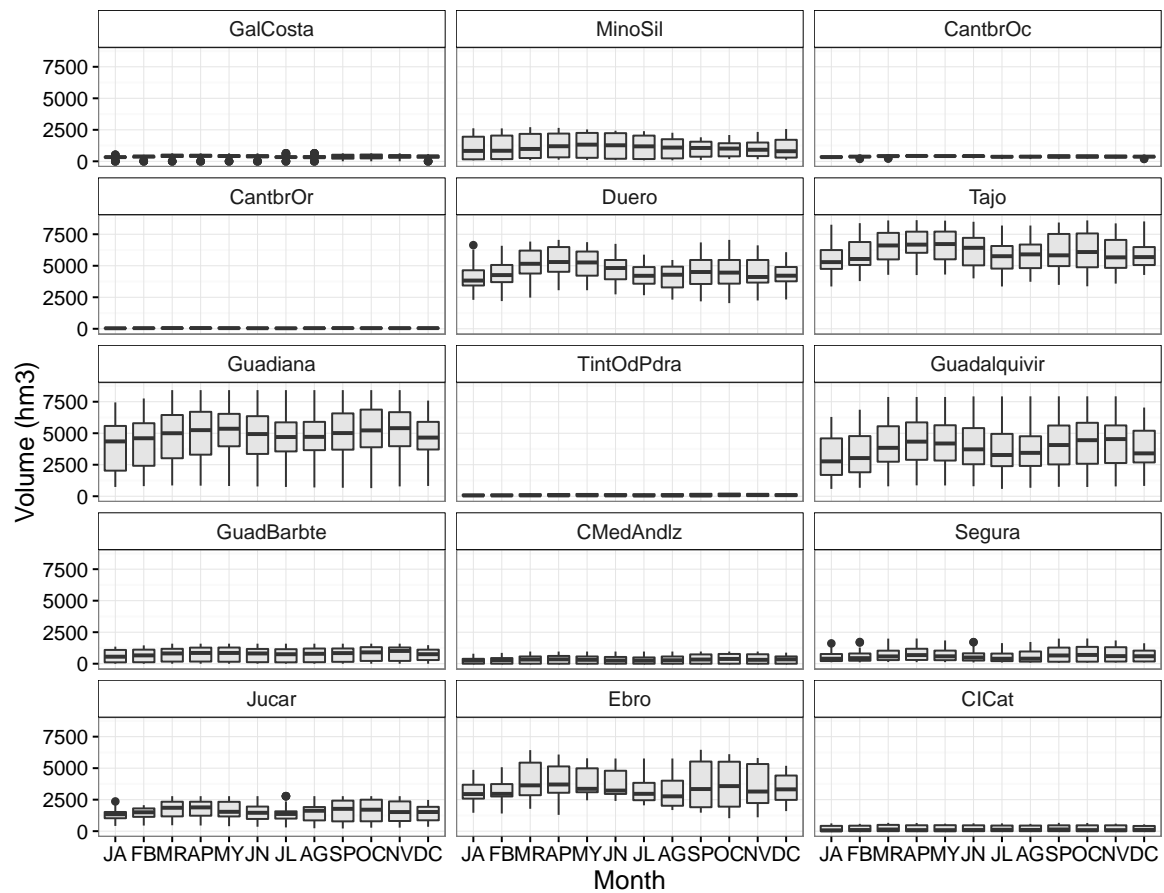 GalCosta MinoSil CantbrOc
7500
5000
2500
0
CantbrOr Duero Tajo
7500
5000
2500
0
Guadiana TintOdPdra Guadalquivir
7500
5000
2500
0
Volume (hm3)
GuadBarbte CMedAndlz Segura
7500
5000
2500
0
Jucar Ebro CICat
7500
5000
2500
0
JA FB MR AP MY JN JL AG SP OC NV DC JA FB MR AP MY JN JL AG SP OC NV DC JA FB MR AP MY JN JL AG SP OC NV DC
Month